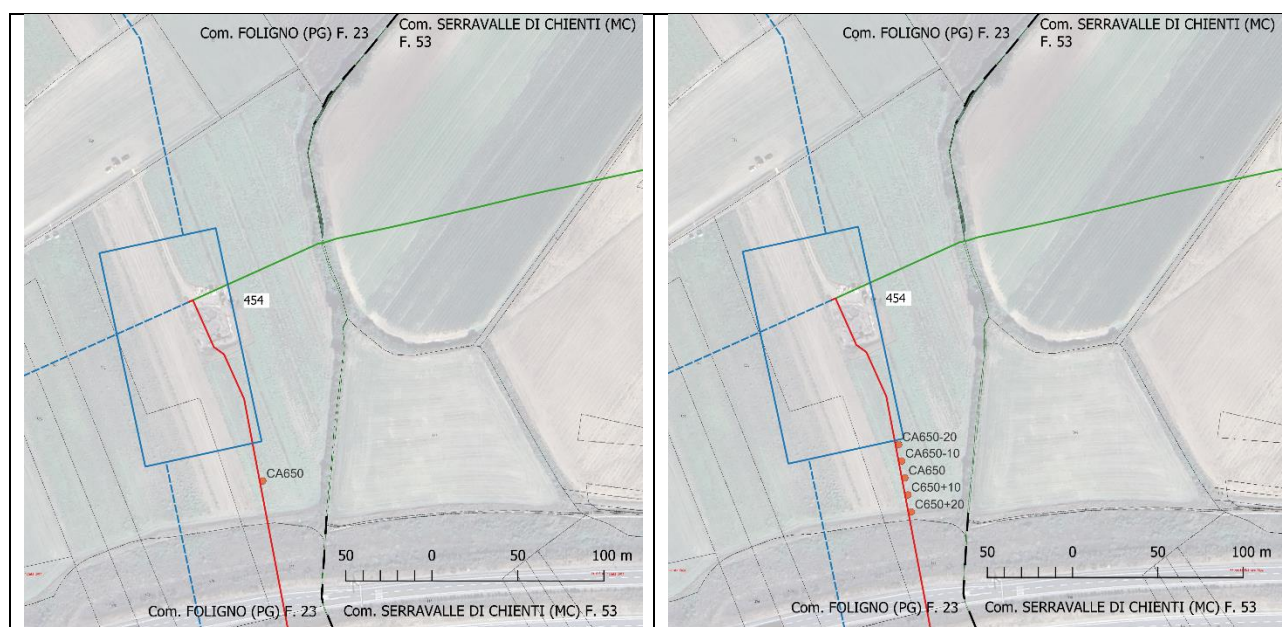 Com. FOLIGNO (PG) F. 23
Com. SERRAVALLE DI CHIENTI (MC)
F. 53
454
CA650
50 0 50 100 m
Com. FOLIGNO (PG) F. 23
Com. SERRAVALLE DI CHIENTI (MC) F. 53
Com. FOLIGNO (PG) F. 23
Com. SERRAVALLE DI CHIENTI (MC)
F. 53
454
CA650-20
CA650-10
CA650
C650+10
C650+20
50 0 50 100 m
Com. FOLIGNO (PG) F. 23
Com. SERRAVALLE DI CHIENTI (MC) F. 53